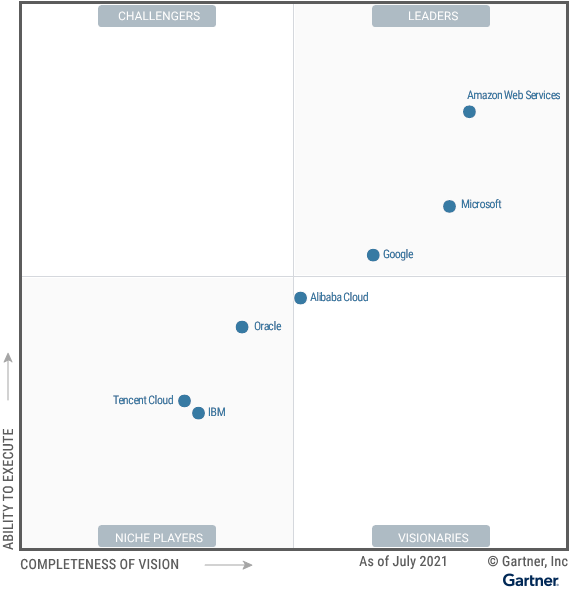 CHALLENGERS
LEADERS
Amazon Web Services
Microsoft
Google
Alibaba Cloud
Oracle
Tencent Cloud
IBM
ABILITY TO EXECUTE
NICHE PLAYERS
VISIONARIES
COMPLETENESS OF VISION
As of July 2021
© Gartner, Inc
Gartner